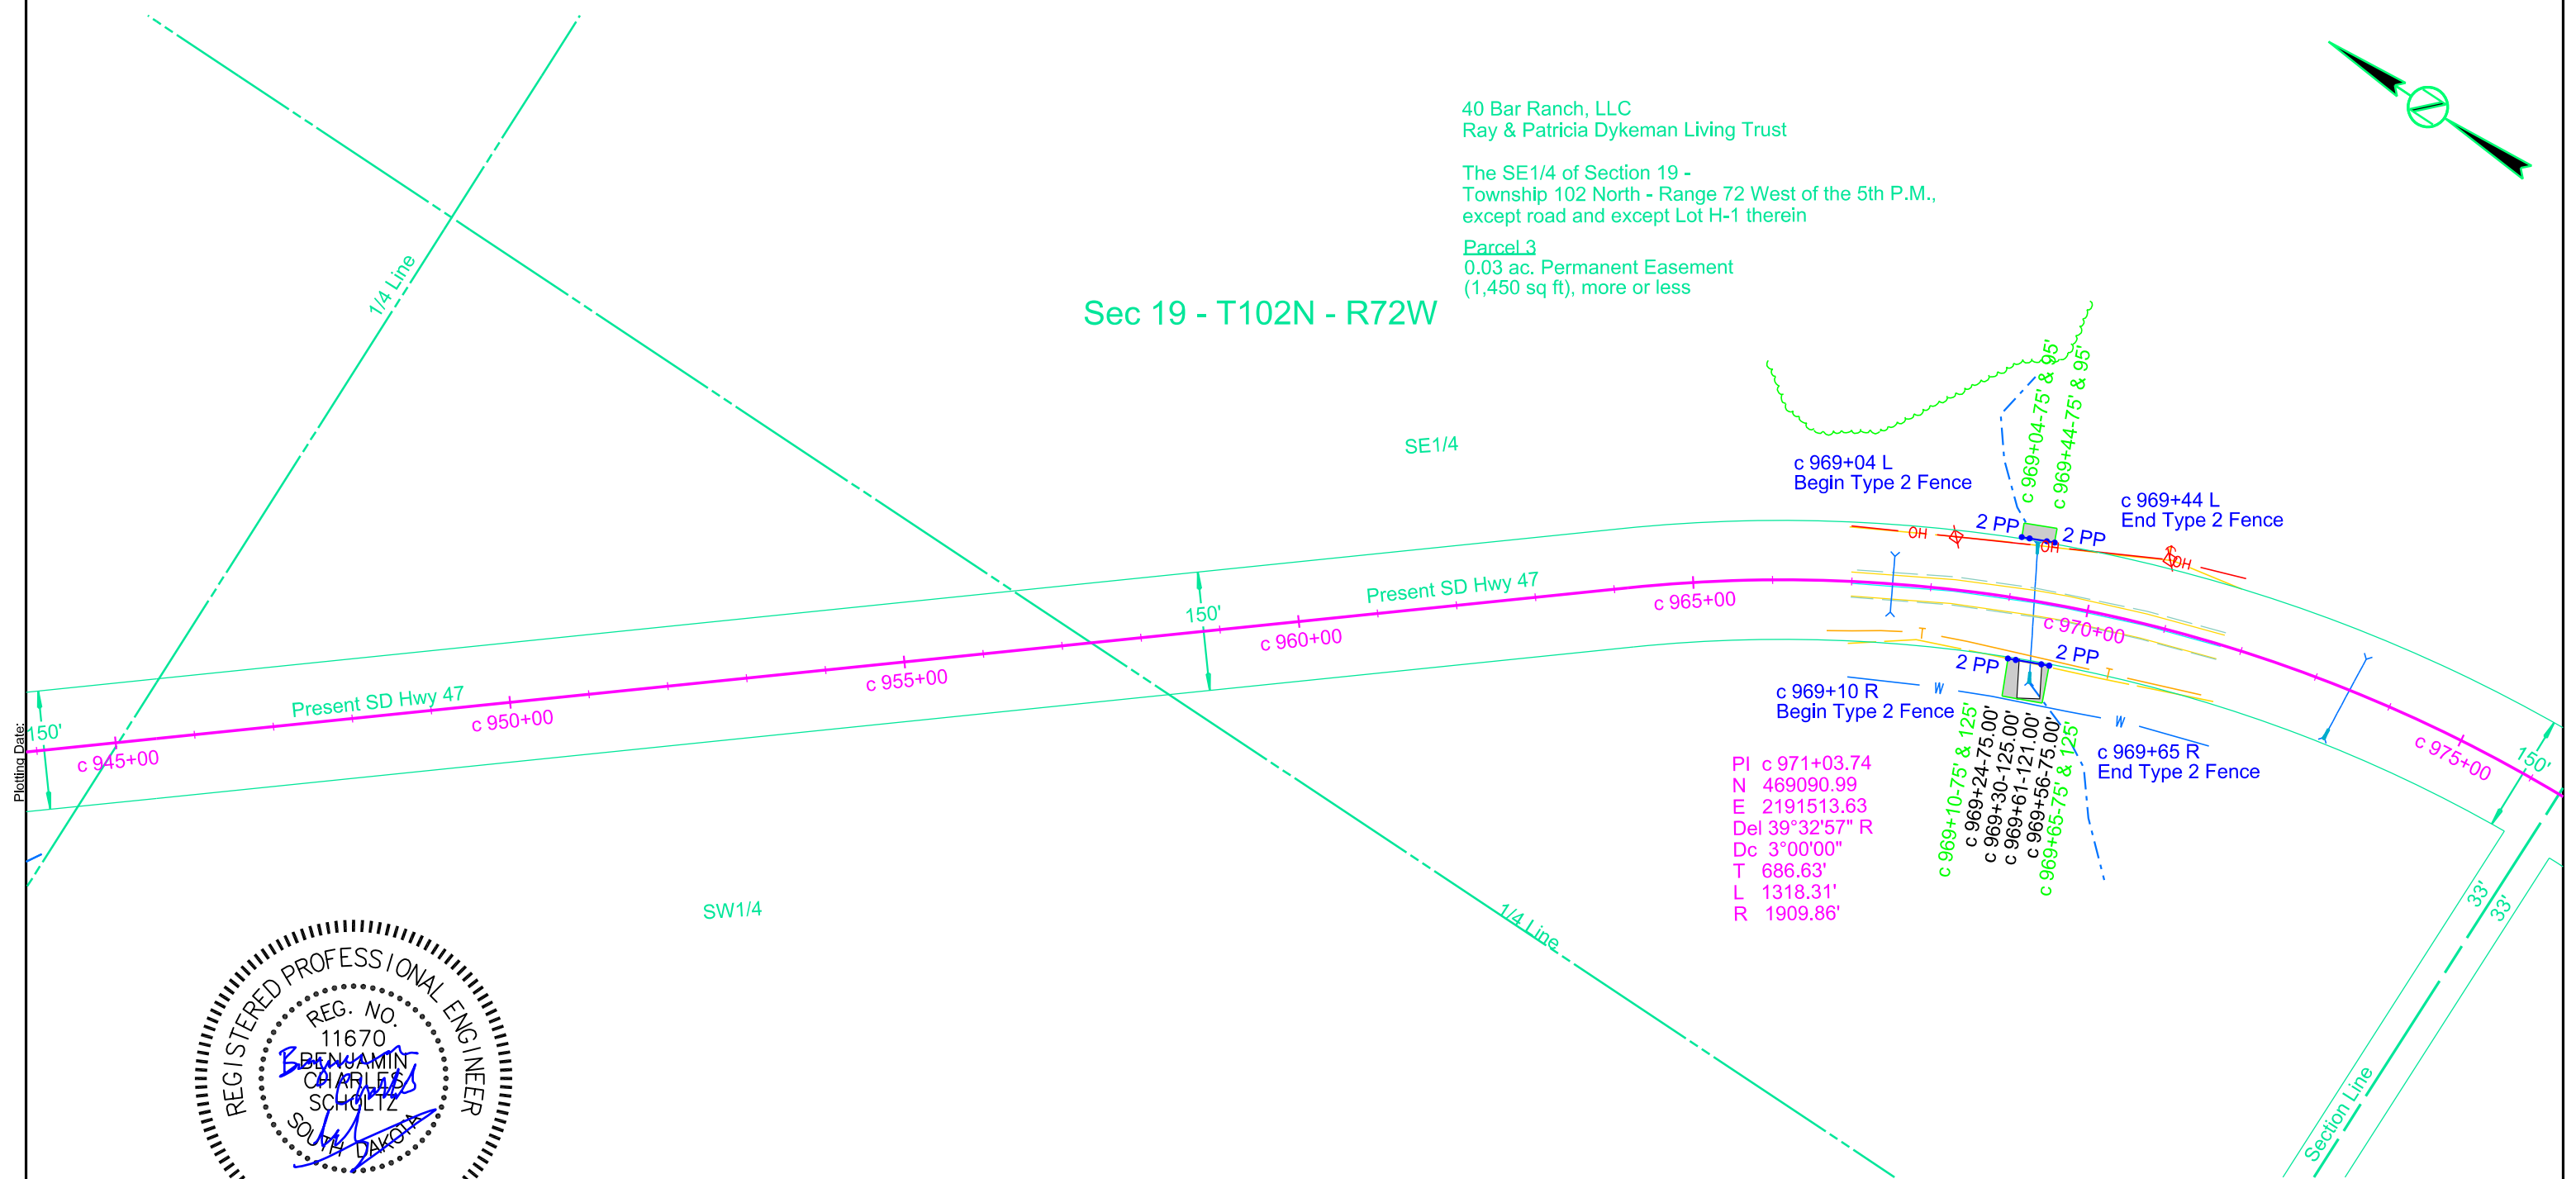 40 Bar Ranch, LLC
Ray & Patricia Dykeman Living Trust
The SE1/4 of Section 19 -
Township 102 North - Range 72 West of the 5th P.M.,
except road and except Lot H-1 therein
Parcel 3
0.03 ac. Permanent Easement
(1,450 sq ft), more or less
1/4 Line
Sec 19 - T102N - R72W
SE1/4
c 969+04-75' & 95'
c 969+44-75' & 95'
c 969+04 L
Begin Type 2 Fence
c 969+44 L
End Type 2 Fence
2 PP
2 PP
OH
OH
OH
Present SD Hwy 47
150'
c 960+00
c 965+00
c 970+00
T
T
2 PP
2 PP
Present SD Hwy 47
c 955+00
c 950+00
c 945+00
150'
Plotting Date:
W
W
c 969+10 R
Begin Type 2 Fence
c 969+65 R
End Type 2 Fence
c 969+10-75' & 125'
c 969+24-75.00'
c 969+30-125.00'
c 969+61-121.00'
c 969+56-75.00'
c 969+65-75' & 125'
c 975+00
150'
PI c 971+03.74
N 469090.99
E 2191513.63
Del 39°32'57" R
Dc 3°00'00"
T 686.63'
L 1318.31'
R 1909.86'
SW1/4
1/4 Line
33'
33'
Section Line
REGISTERED PROFESSIONAL ENGINEER
REG. NO.
11670
BENJAMIN
CHARLES
SCHOLTZ
SOUTH DAKOTA